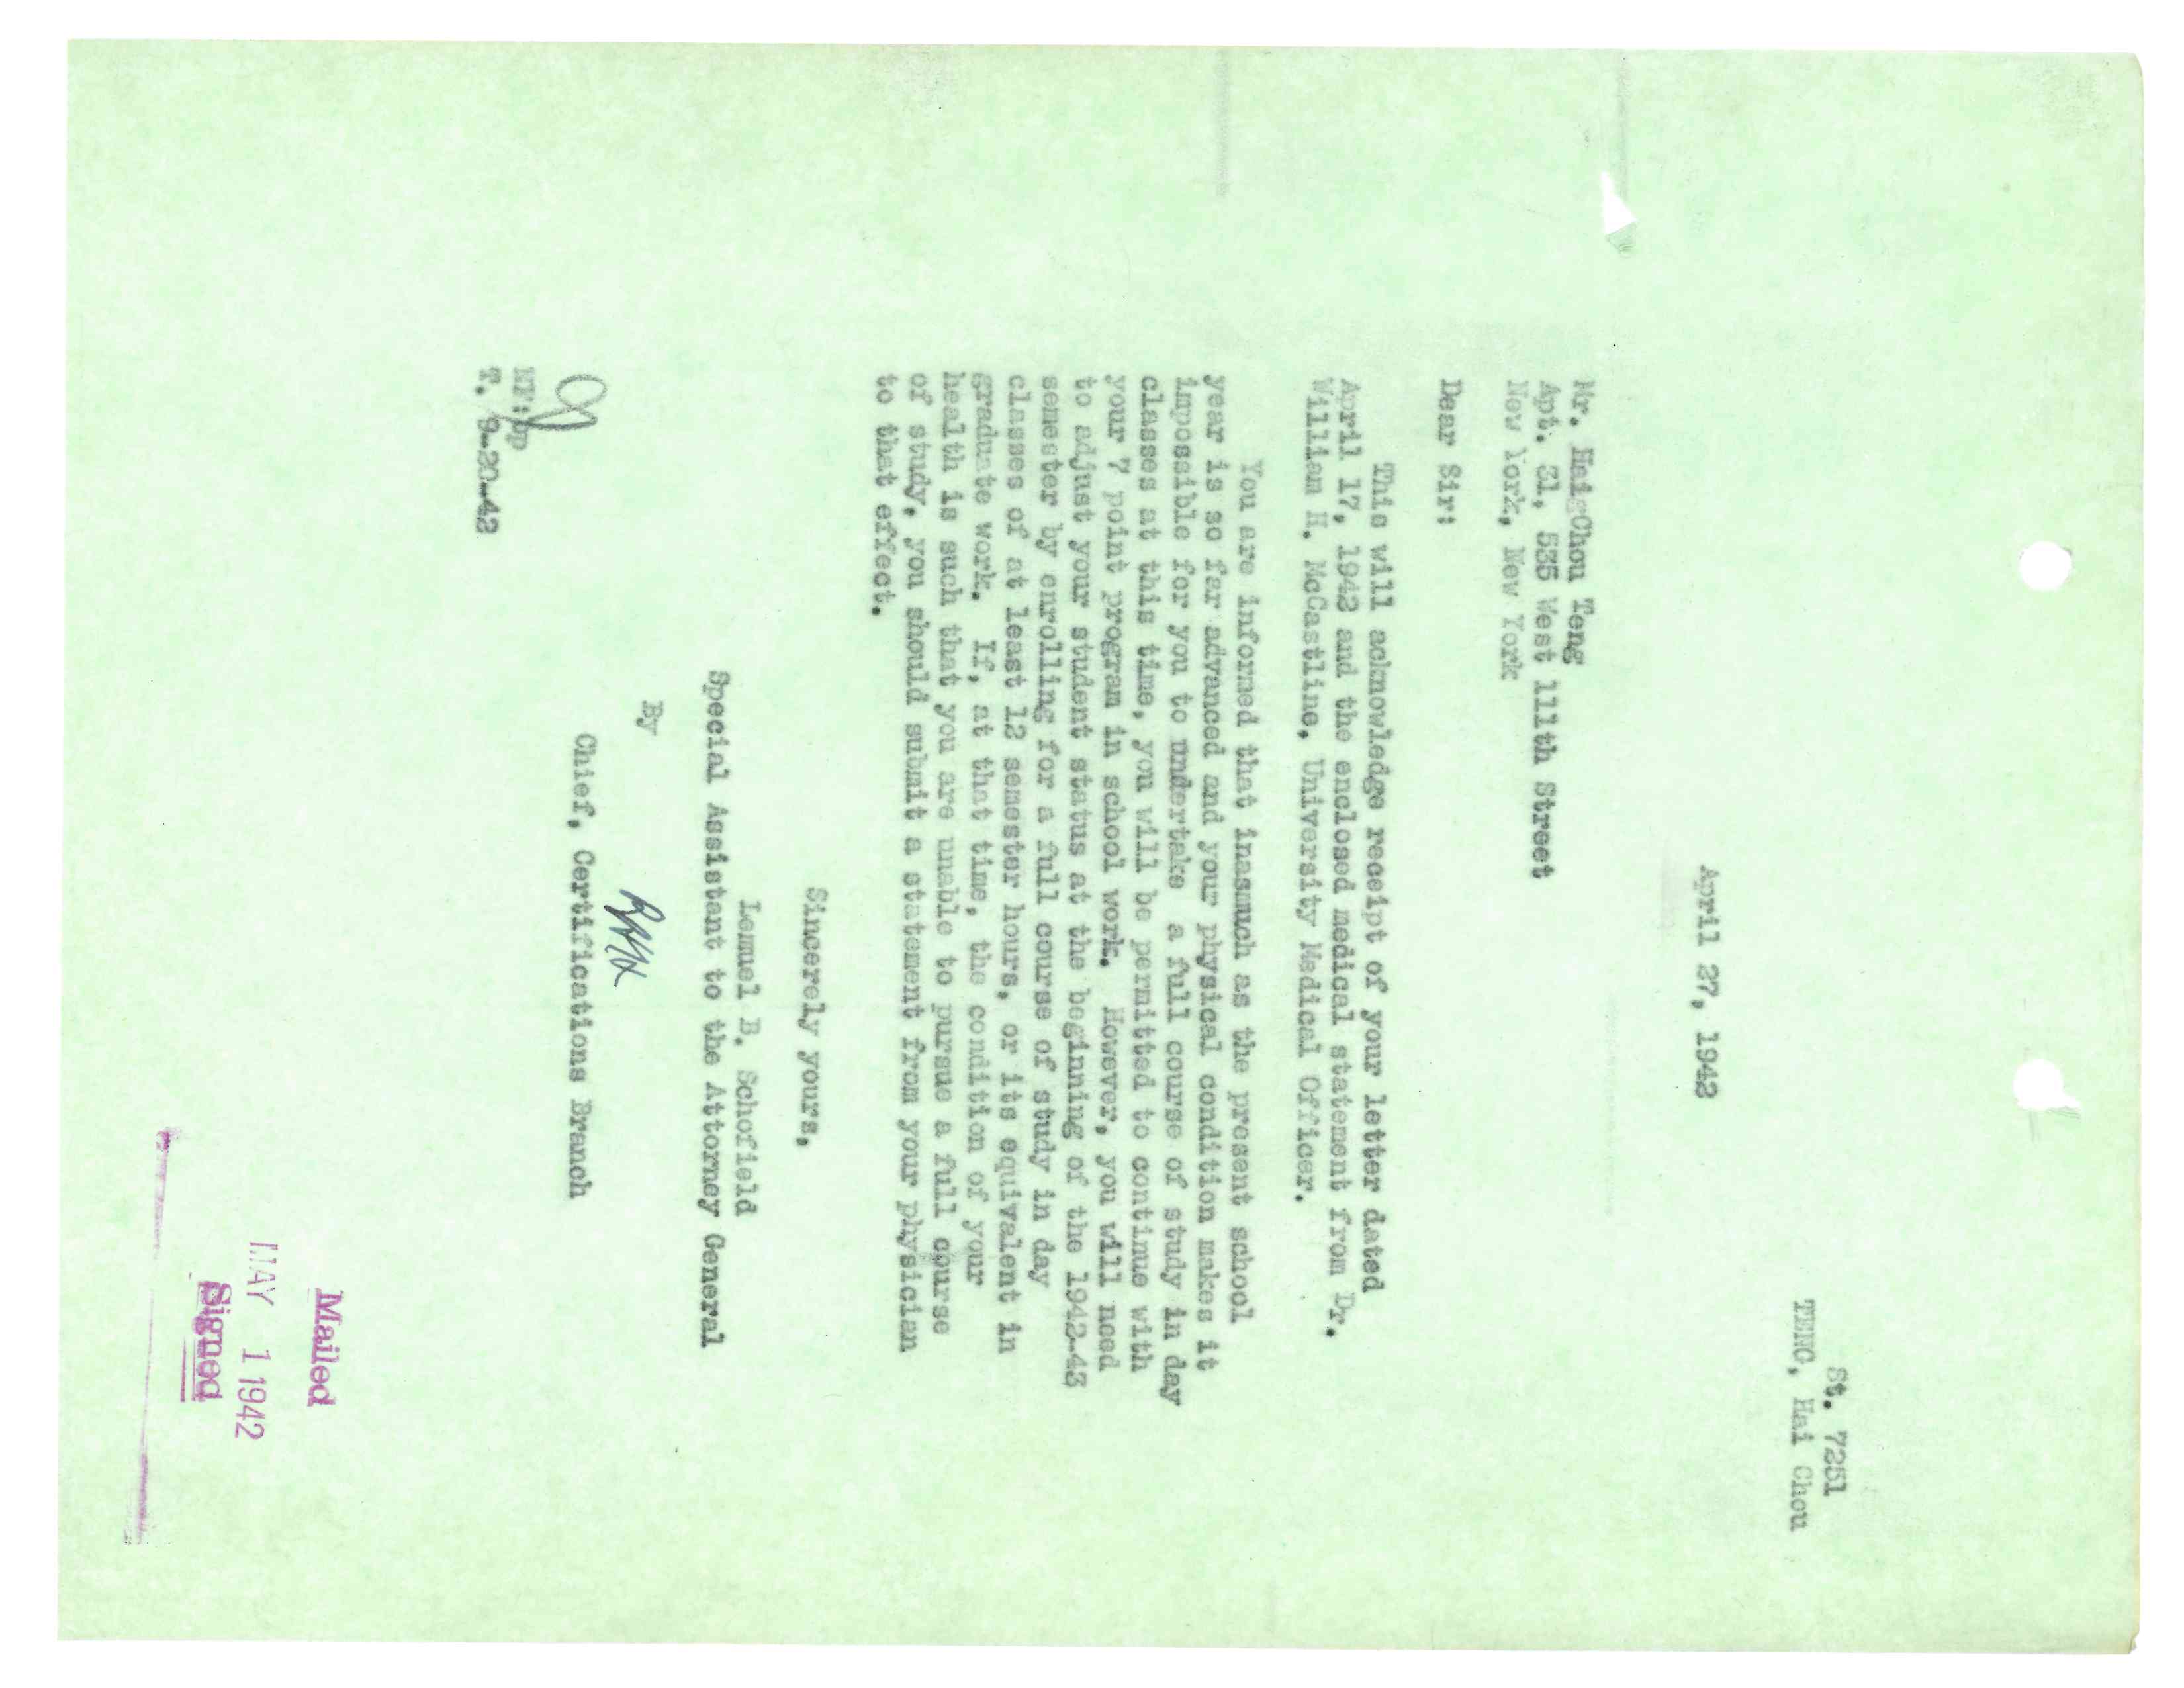 St. 7251
TENG, Hai Chou
April 27, 1942
Mr. Hai Chou Teng
Apt. 31, 535 West 111th Street
New York, New York
Dear Sir:
This will acknowledge receipt of your letter dated
April 17, 1942 and the enclosed medical statement from Dr.
William H. McCastline, University Medical Officer.
You are informed that inasmuch as the present school
year is so far advanced and your physical condition makes it
impossible for you to undertake a full course of study in day
classes at this time, you will be permitted to continue with
your 7 point program in school work. However, you will need
to adjust your student status at the beginning of the 1942-43
semester by enrolling for a full course of study in day
classes of at least 12 semester hours, or its equivalent in
graduate work. If, at that time, the condition of your
health is such that you are unable to pursue a full course
of study, you should submit a statement from your physician
to that effect.
Sincerely yours,
Lemuel B. Schofield
Special Assistant to the Attorney General
By
Chief, Certifications Branch
NF:bp
T. 9-20-42
Mailed
MAY 1 1942
Signed